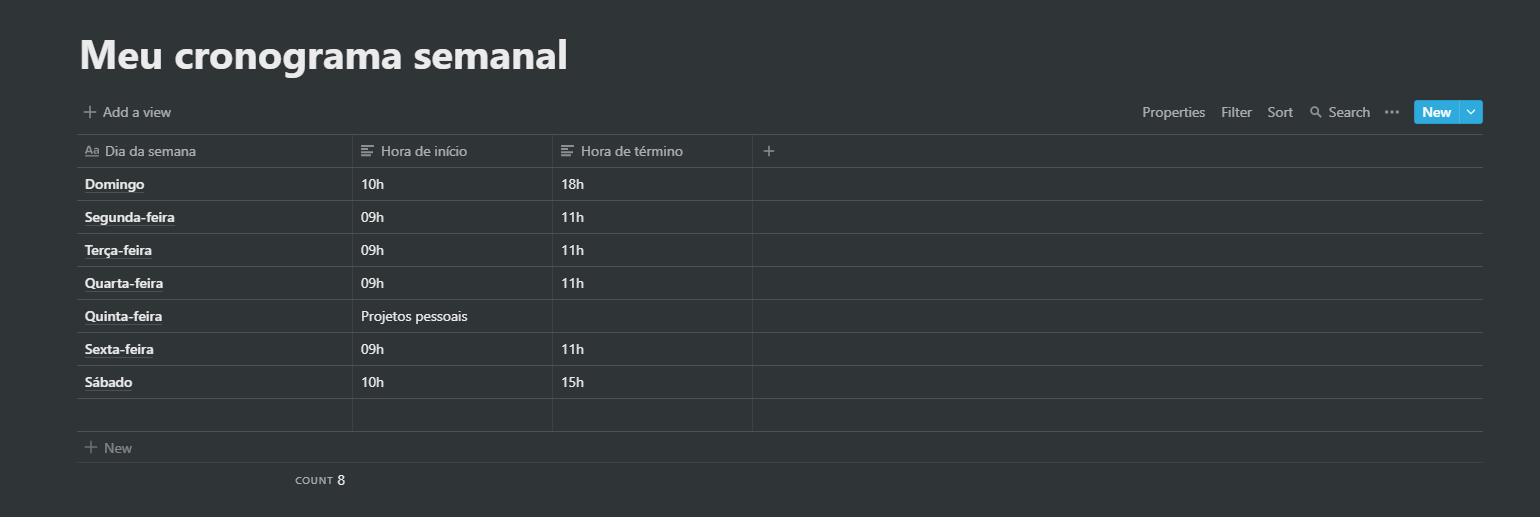 Meu cronograma semanal
Add a view Properties Filter Sort Search ... New
Aa Dia da semana Hora de início Hora de término
Domingo 10h 18h
Segunda-feira 09h 11h
Terça-feira 09h 11h
Quarta-feira 09h 11h
Quinta-feira Projetos pessoais
Sexta-feira 09h 11h
Sábado 10h 15h
New
COUNT 8